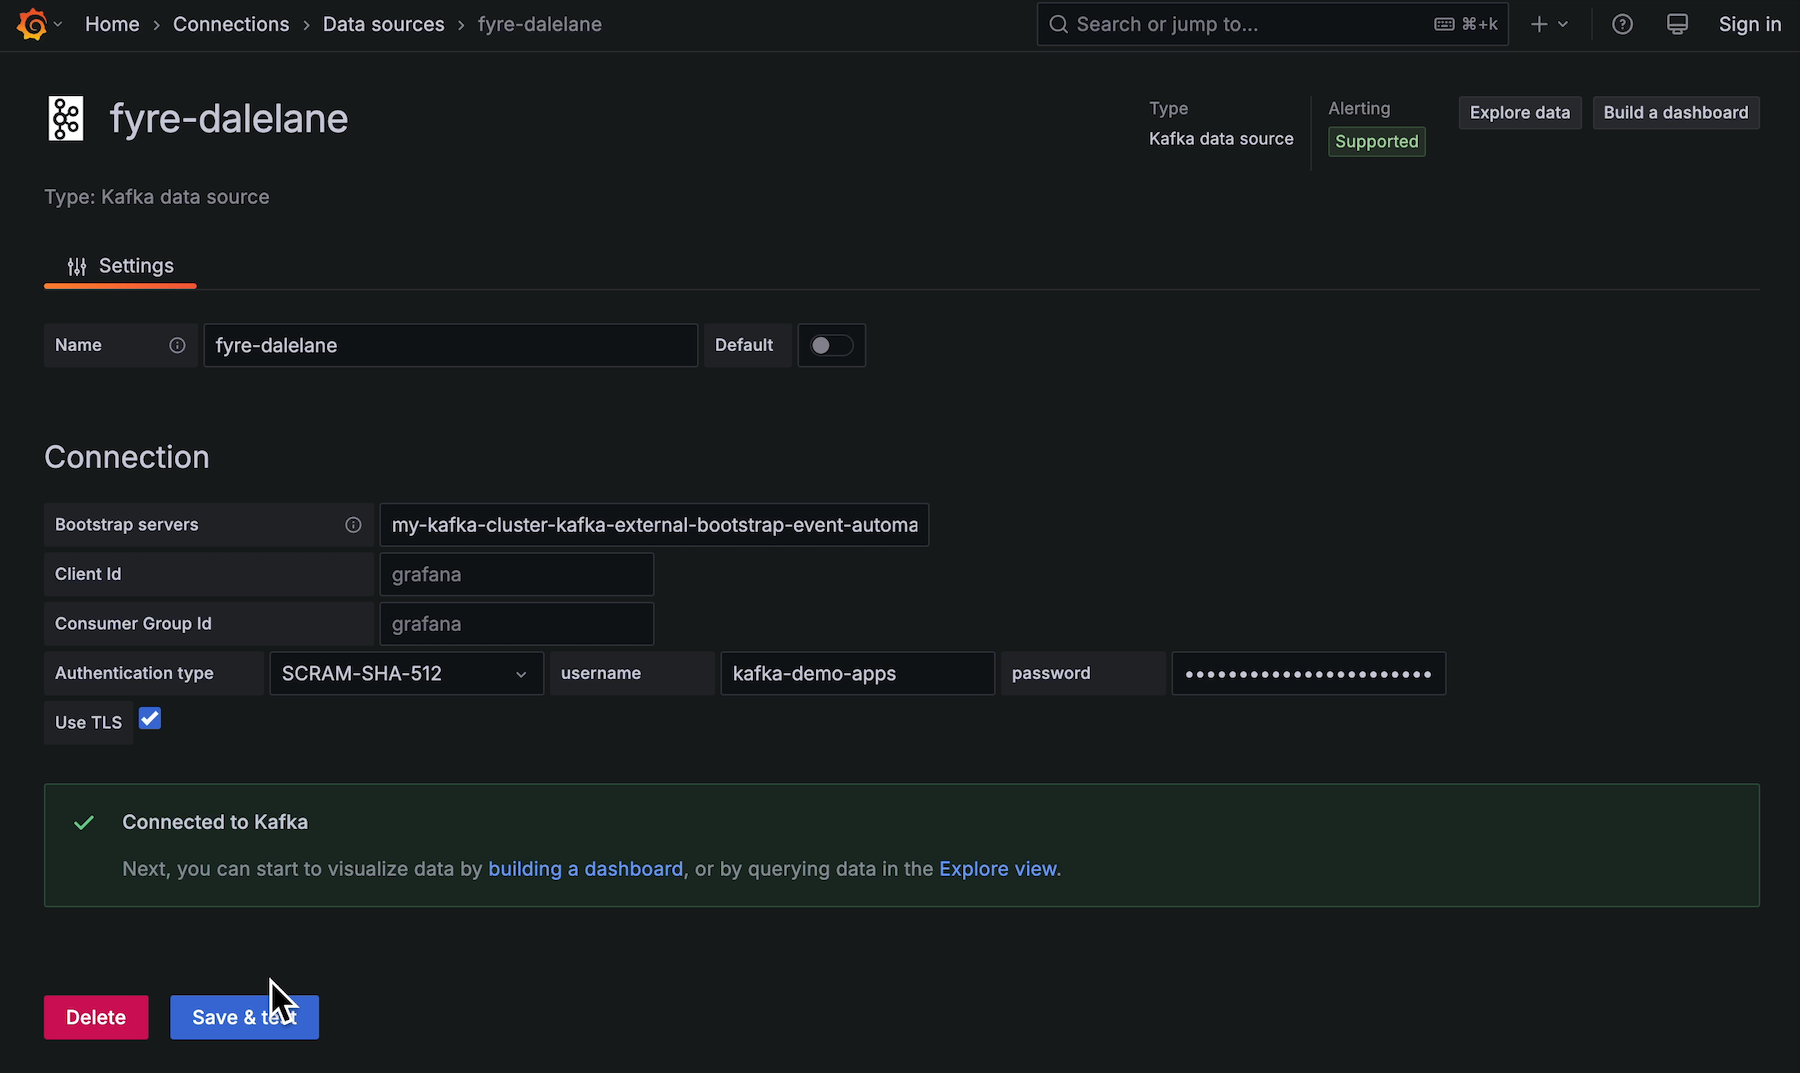 Home › Connections › Data sources › fyre-dalelane
Search or jump to... ⌘+k
Sign in
fyre-dalelane
Type
Kafka data source
Alerting
Supported
Explore data
Build a dashboard
Type: Kafka data source
Settings
Name fyre-dalelane Default
Connection
Bootstrap servers my-kafka-cluster-kafka-external-bootstrap-event-automa
Client Id grafana
Consumer Group Id grafana
Authentication type SCRAM-SHA-512 username kafka-demo-apps password ••••••••••••••••••••••
Use TLS
Connected to Kafka
Next, you can start to visualize data by building a dashboard, or by querying data in the Explore view.
Delete Save & test